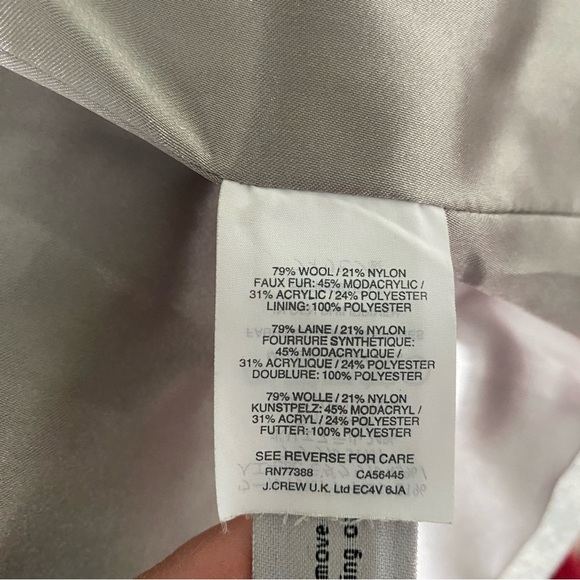 79% WOOL / 21% NYLON
FAUX FUR: 45% MODACRYLIC /
31% ACRYLIC / 24% POLYESTER
LINING: 100% POLYESTER
79% LAINE / 21% NYLON
FOURRURE SYNTHÉTIQUE:
45% MODACRYLIQUE /
31% ACRYLIQUE / 24% POLYESTER
DOUBLURE: 100% POLYESTER
79% WOLLE / 21% NYLON
KUNSTPELZ: 45% MODACRYL /
31% ACRYL / 24% POLYESTER
FUTTER: 100% POLYESTER
SEE REVERSE FOR CARE
RN77388 CA56445
J.CREW U.K. Ltd EC4V 6JA
move
ing